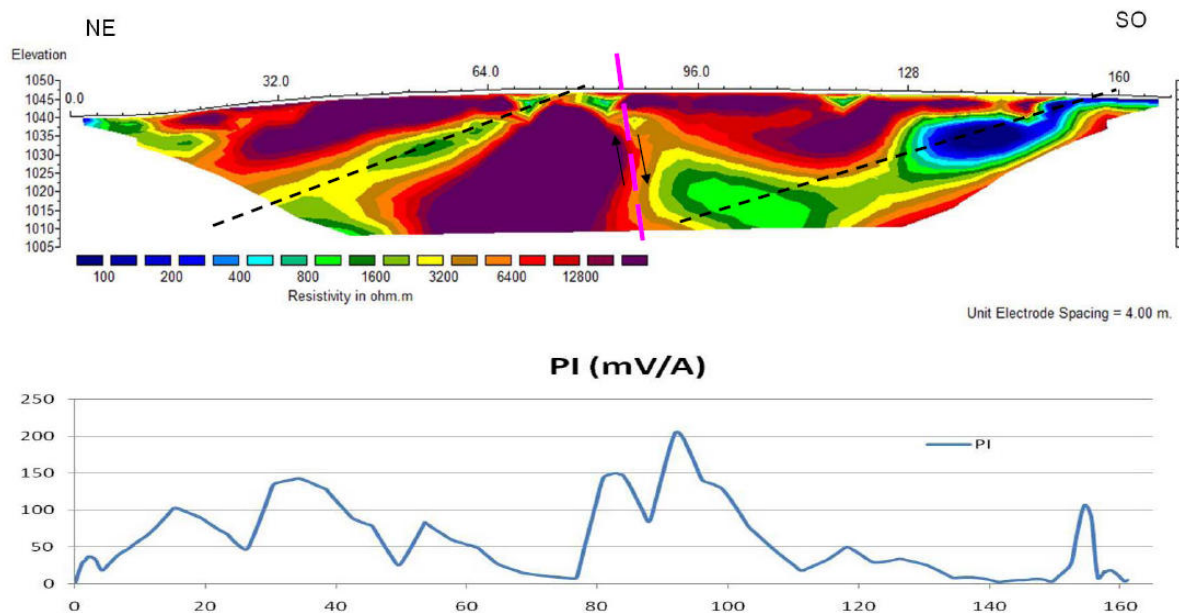 NE
SO
Elevation
1050
1045
1040
1035
1030
1025
1020
1015
1010
1005
0.0 32.0 64.0 96.0 128 160
100 200 400 800 1600 3200 6400 12800
Resistivity in ohm.m
Unit Electrode Spacing = 4.00 m.
PI (mV/A)
250
200
150
100
50
0
PI
0 20 40 60 80 100 120 140 160